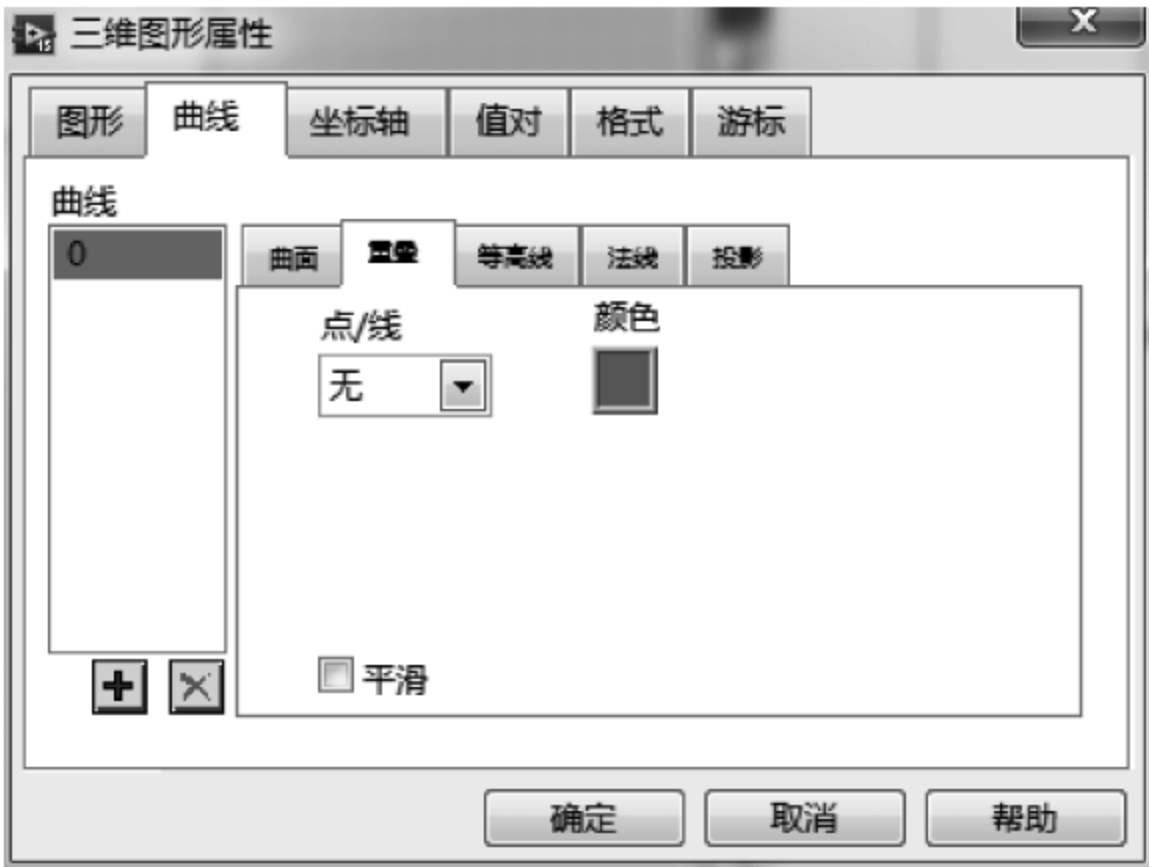 三维图形属性
图形 曲线 坐标轴 值对 格式 游标
曲线
0
曲面 重叠 等高线 法线 投影
点/线 颜色
无
平滑
确定 取消 帮助